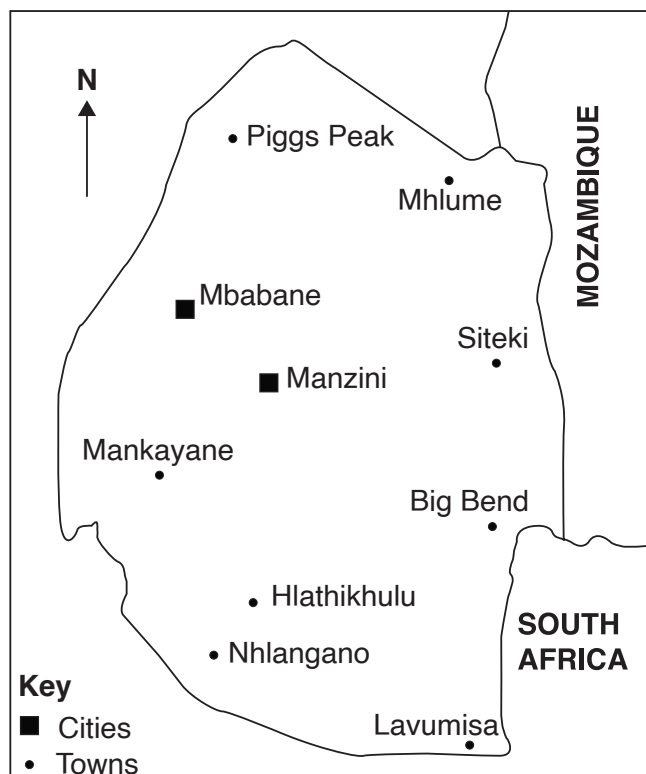 N
Piggs Peak
Mhlume
MOZAMBIQUE
Mbabane
Siteki
Manzini
Mankayane
Big Bend
Hlathikhulu
SOUTH
AFRICA
Nhlangano
Key
Cities
Lavumisa
Towns